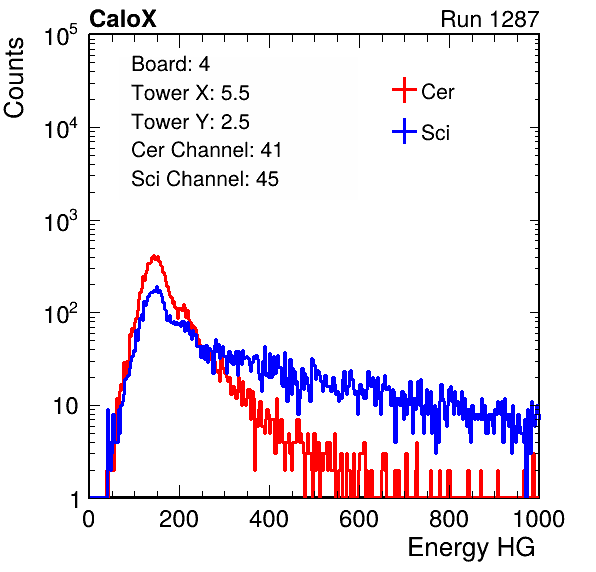 CaloX Run 1287
Board: 4
Tower X: 5.5
Tower Y: 2.5
Cer Channel: 41
Sci Channel: 45
Cer
Sci
Counts
10^5
10^4
10^3
10^2
10
1
0 200 400 600 800 1000
Energy HG